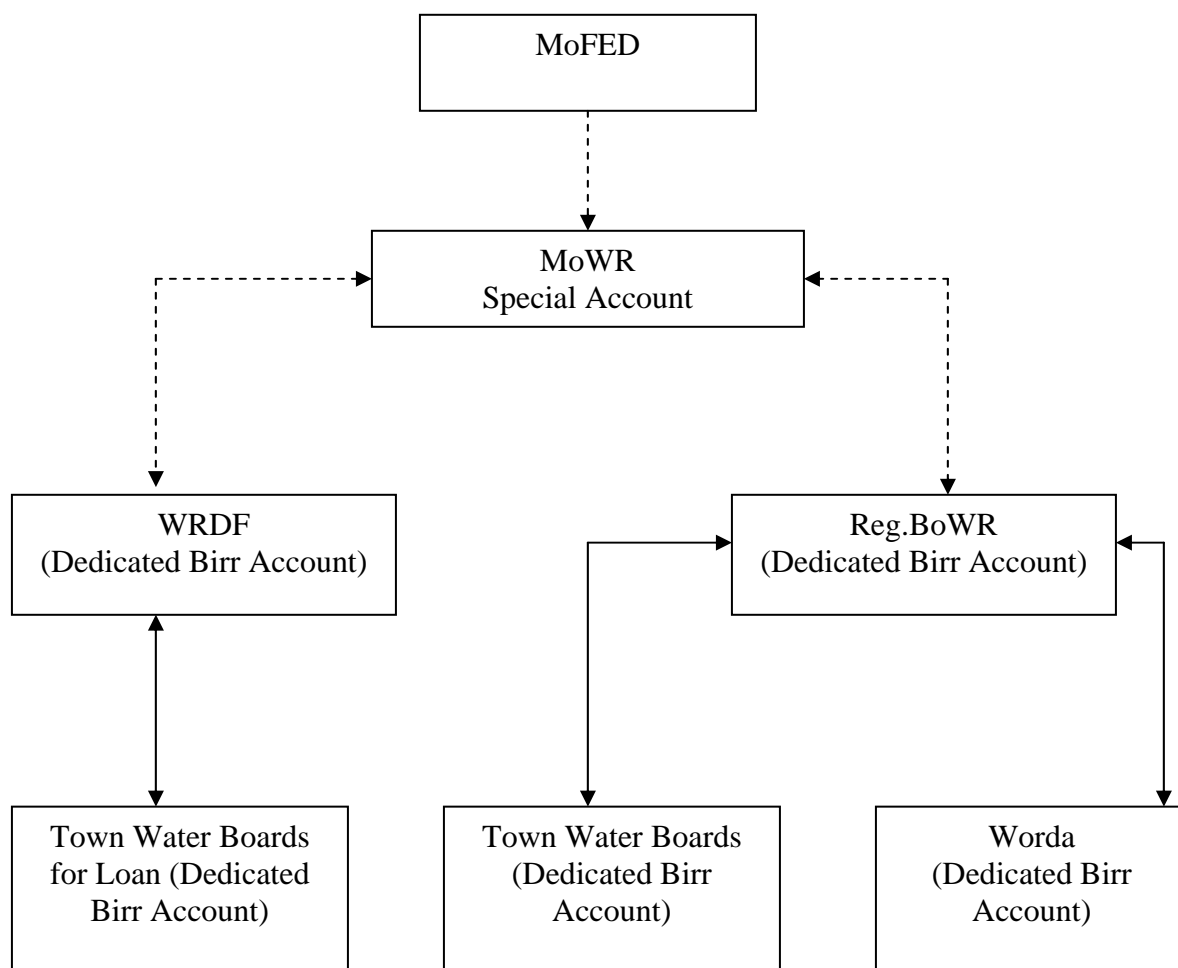 MoFED
MoWR
Special Account
WRDF
(Dedicated Birr Account)
Reg.BoWR
(Dedicated Birr Account)
Town Water Boards
for Loan (Dedicated
Birr Account)
Town Water Boards
(Dedicated Birr
Account)
Worda
(Dedicated Birr
Account)